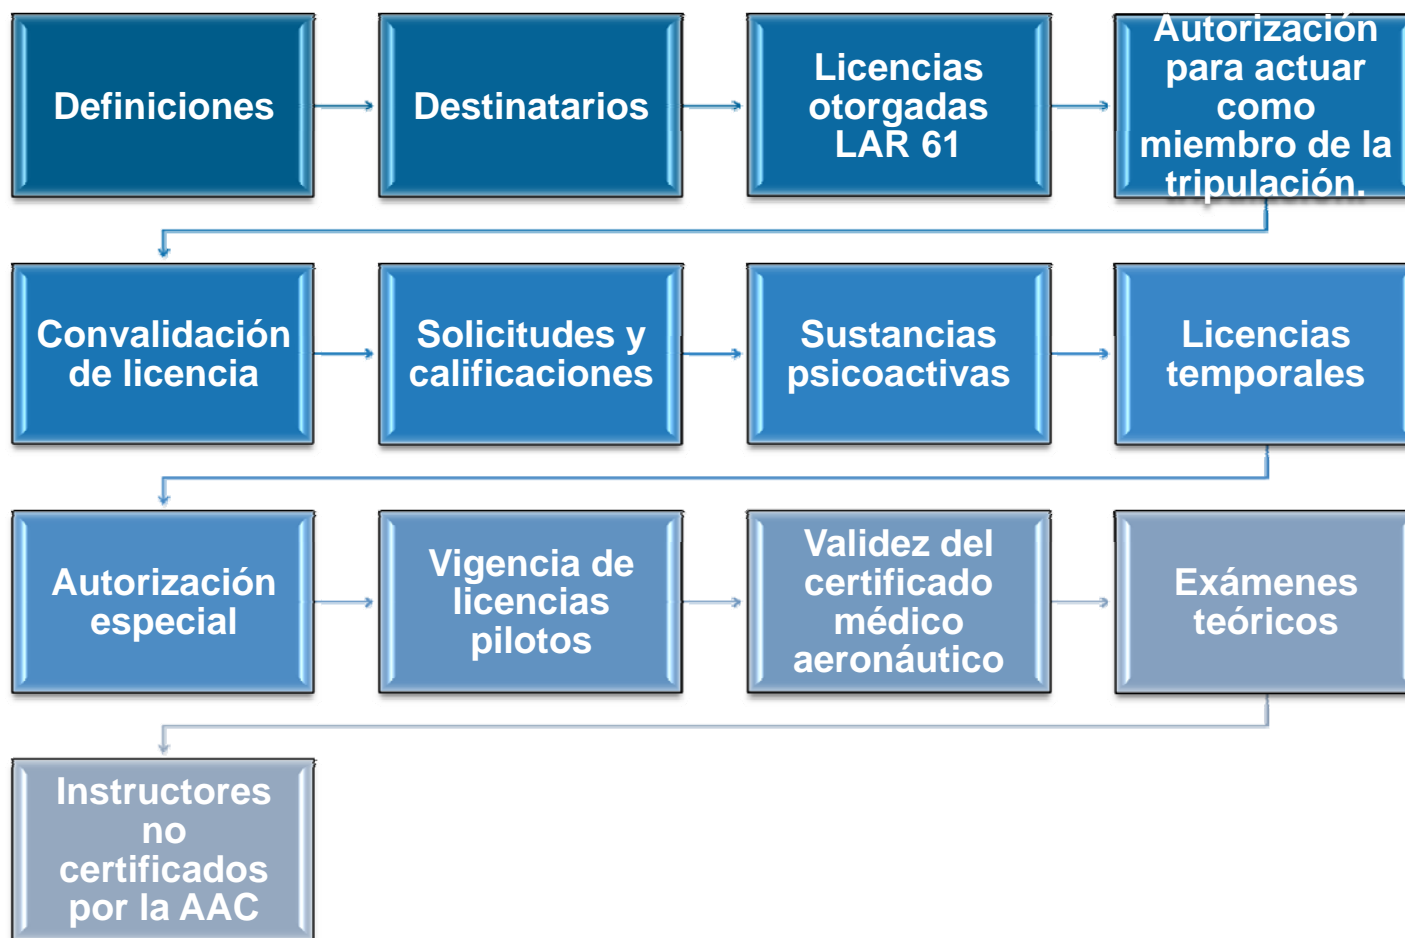 Definiciones
Destinatarios
Licencias
otorgadas
LAR 61
Autorización
para actuar
como
miembro de la
tripulación.
Convalidación
de licencia
Solicitudes y
calificaciones
Sustancias
psicoactivas
Licencias
temporales
Autorización
especial
Vigencia de
licencias
pilotos
Validez del
certificado
médico
aeronáutico
Exámenes
teóricos
Instructores
no
certificados
por la AAC